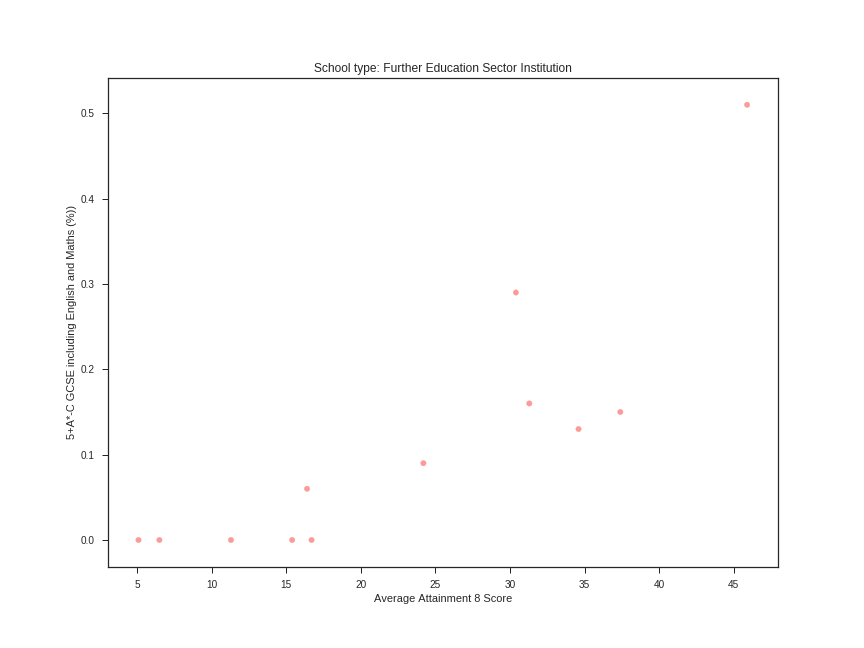 School type: Further Education Sector Institution
0.5
0.4
0.3
0.2
0.1
0.0
5+A*-C GCSE including English and Maths (%))
5 10 15 20 25 30 35 40 45
Average Attainment 8 Score